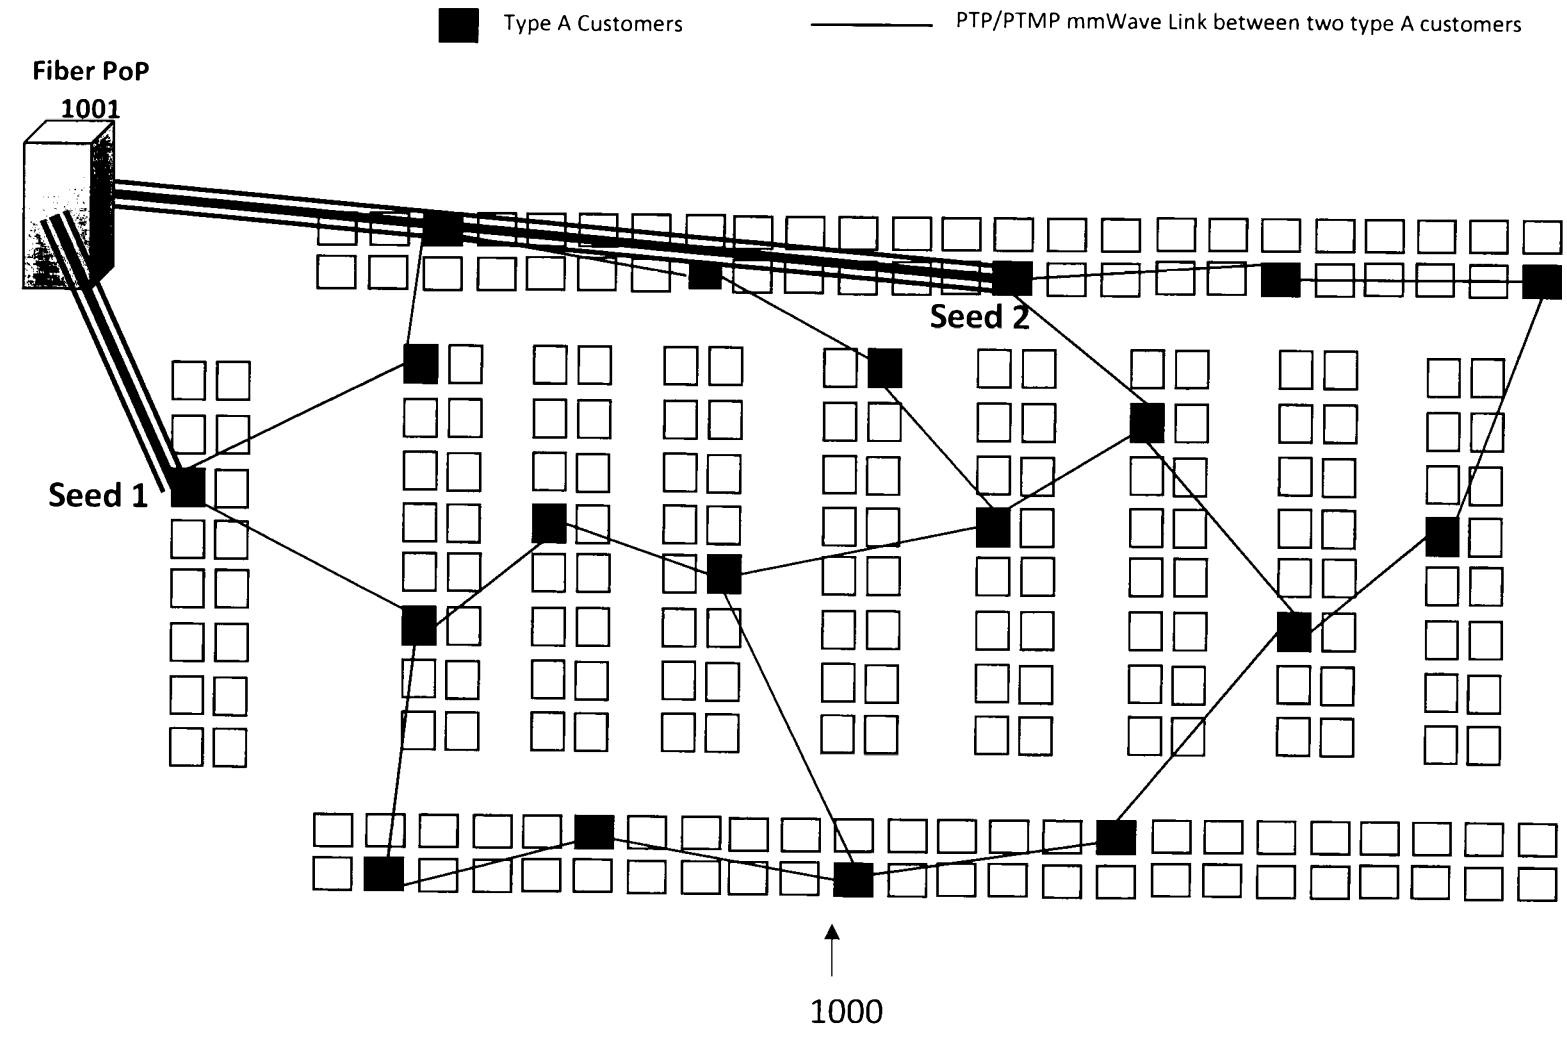 Type A Customers
PTP/PTMP mmWave Link between two type A customers
Fiber PoP
1001
Seed 2
Seed 1
1000